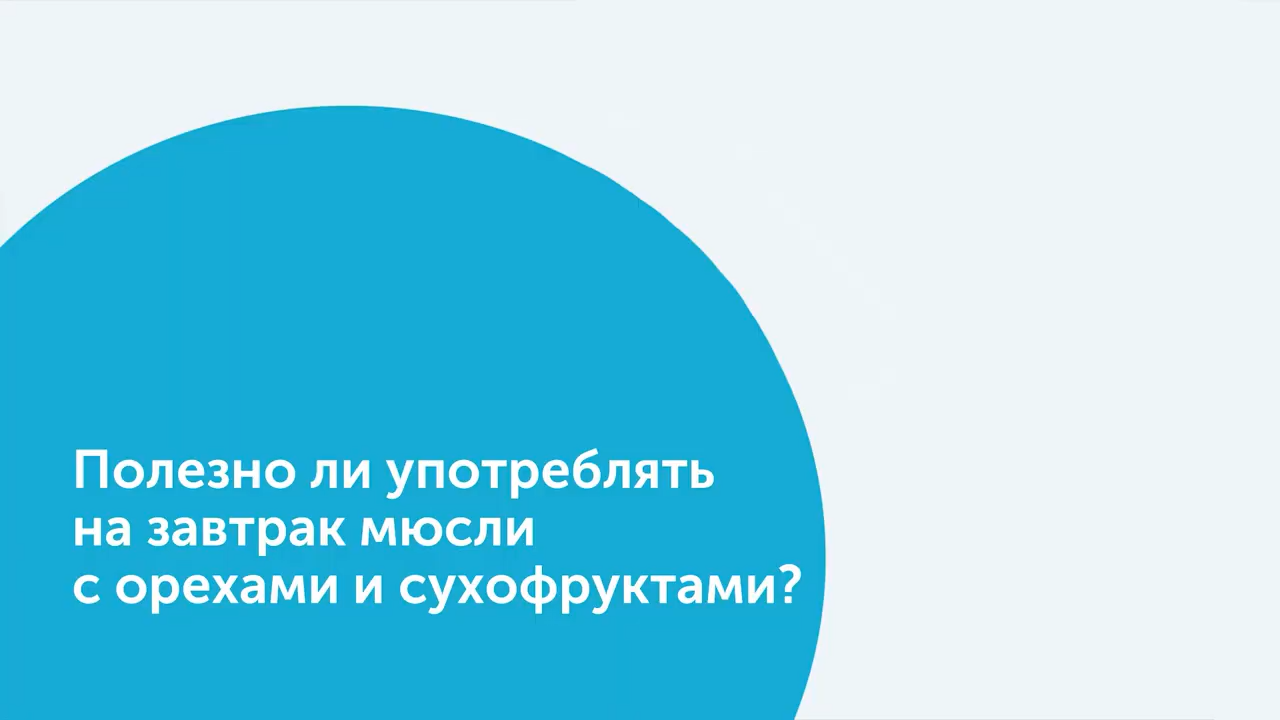 Полезно ли употреблять
на завтрак мюсли
с орехами и сухофруктами?